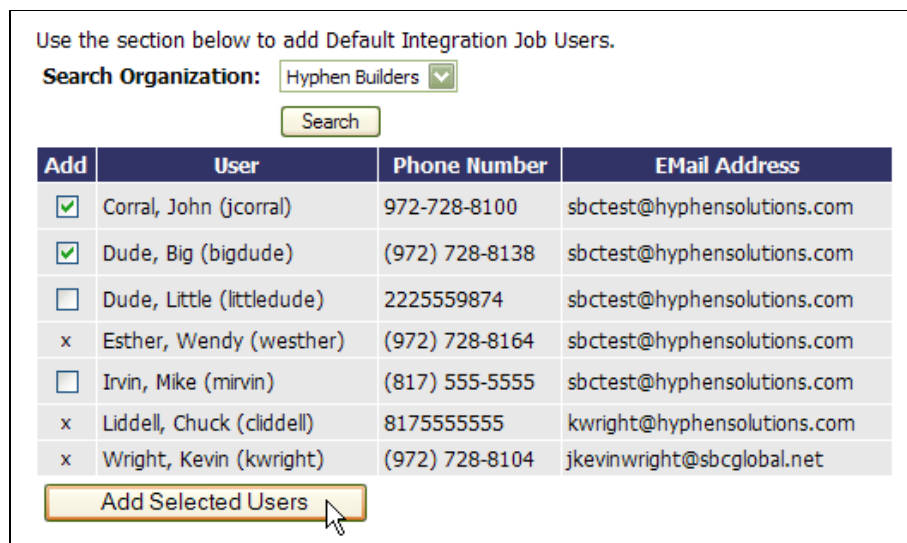 Use the section below to add Default Integration Job Users.
Search Organization: Hyphen Builders
Search
Add User Phone Number EMail Address
Corral, John (jcorral) 972-728-8100 sbctest@hyphensolutions.com
Dude, Big (bigdude) (972) 728-8138 sbctest@hyphensolutions.com
Dude, Little (littledude) 2225559874 sbctest@hyphensolutions.com
x Esther, Wendy (westher) (972) 728-8164 sbctest@hyphensolutions.com
Irvin, Mike (mirvin) (817) 555-5555 sbctest@hyphensolutions.com
x Liddell, Chuck (cliddell) 8175555555 kwright@hyphensolutions.com
x Wright, Kevin (kwright) (972) 728-8104 jkevinwright@sbcglobal.net
Add Selected Users